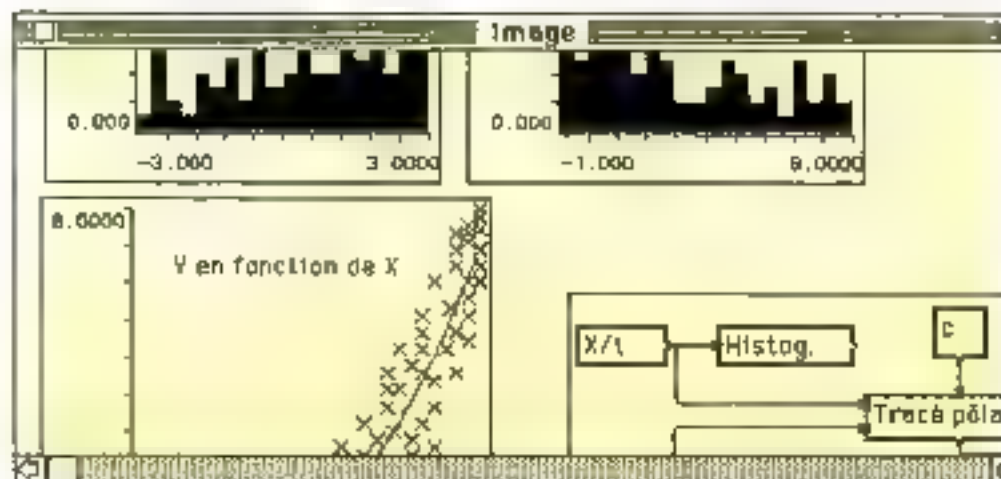 Image
0.000
-3.000 3.0000
0.000
-1.000 9.0000
8.0000
Y en fonction de X
X/t
Histog.
c
Tracé pôla